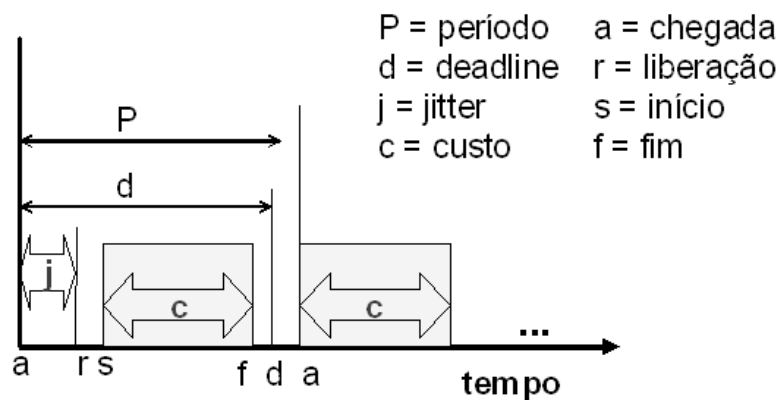 P = período a = chegada
d = deadline r = liberação
j = jitter s = início
c = custo f = fim
P
d
j
c c
...
a r s f d a
tempo